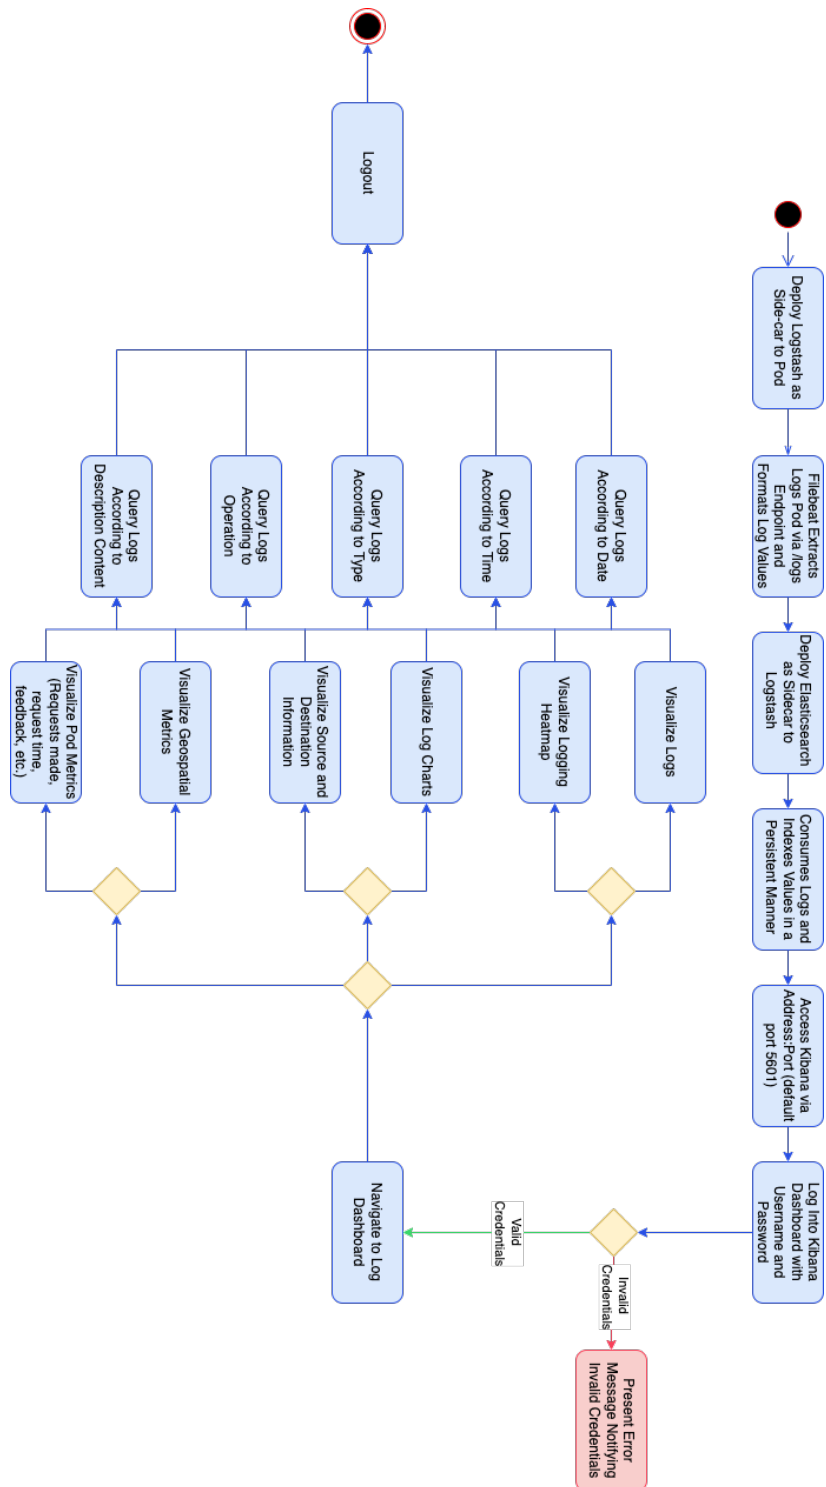 Deploy Logstash as
Side-car to Pod
Filebeat Extracts
Logs Pod via /logs
Endpoint and
Formats Log Values
Deploy Elasticsearch
as Sidecar to
Logstash
Consumes Logs and
Indexes Values in a
Persistent Manner
Access Kibana via
Address:Port (default
port 5601)
Log Into Kibana
Dashboard with
Username and
Password
Invalid
Credentials
Present Error
Message Notifying
Invalid Credentials
Valid
Credentials
Navigate to Log
Dashboard
Visualize Logs
Visualize Logging
Heatmap
Visualize Log Charts
Visualize Source and
Destination
Information
Visualize Geospatial
Metrics
Visualize Pod Metrics
(Requests made,
request time,
feedback, etc.)
Query Logs
According to Date
Query Logs
According to Time
Query Logs
According to Type
Query Logs
According to
Operation
Query Logs
According to
Description Content
Logout